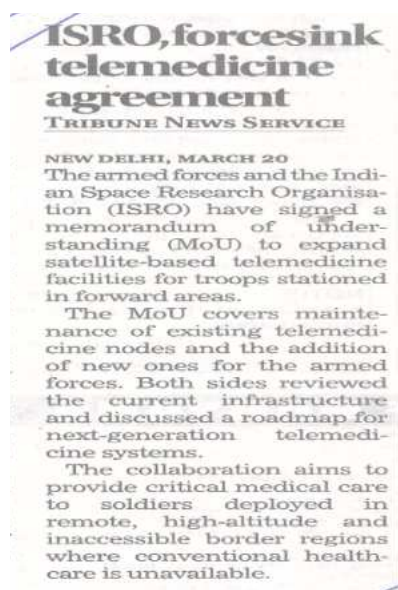 ISRO, forces ink
telemedicine
agreement
TRIBUNE NEWS SERVICE
NEW DELHI, MARCH 20
The armed forces and the Indi-
an Space Research Organisa-
tion (ISRO) have signed a
memorandum of under-
standing (MoU) to expand
satellite-based telemedicine
facilities for troops stationed
in forward areas.
The MoU covers mainte-
nance of existing telemedi-
cine nodes and the addition
of new ones for the armed
forces. Both sides reviewed
the current infrastructure
and discussed a roadmap for
next-generation telemedi-
cine systems.
The collaboration aims to
provide critical medical care
to soldiers deployed in
remote, high-altitude and
inaccessible border regions
where conventional health-
care is unavailable.